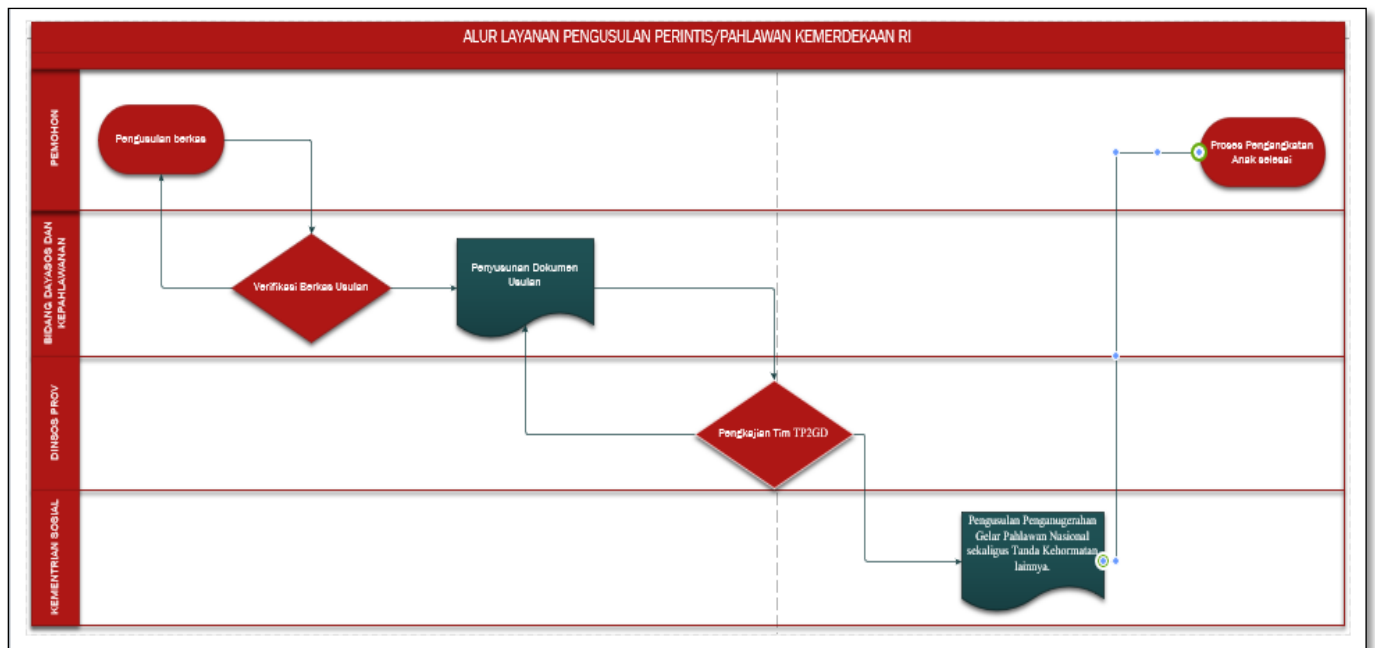 ALUR LAYANAN PENGUSULAN PERINTIS/PAHLAWAN KEMERDEKAAN RI
PEMOHON
Pengusulan berkas
Proses Pengangkatan
Anak selesai
BIDANG DAYASOS DAN
KEPAHLAWANAN
Verifikasi Berkas Usulan
Penyusunan Dokumen
Usulan
DINSOS PROV
Pengkajian Tim TP2GD
KEMENTRIAN SOSIAL
Pengusulan Penganugerahan
Gelar Pahlawan Nasional
sekaligus Tanda Kehormatan
lainnya.